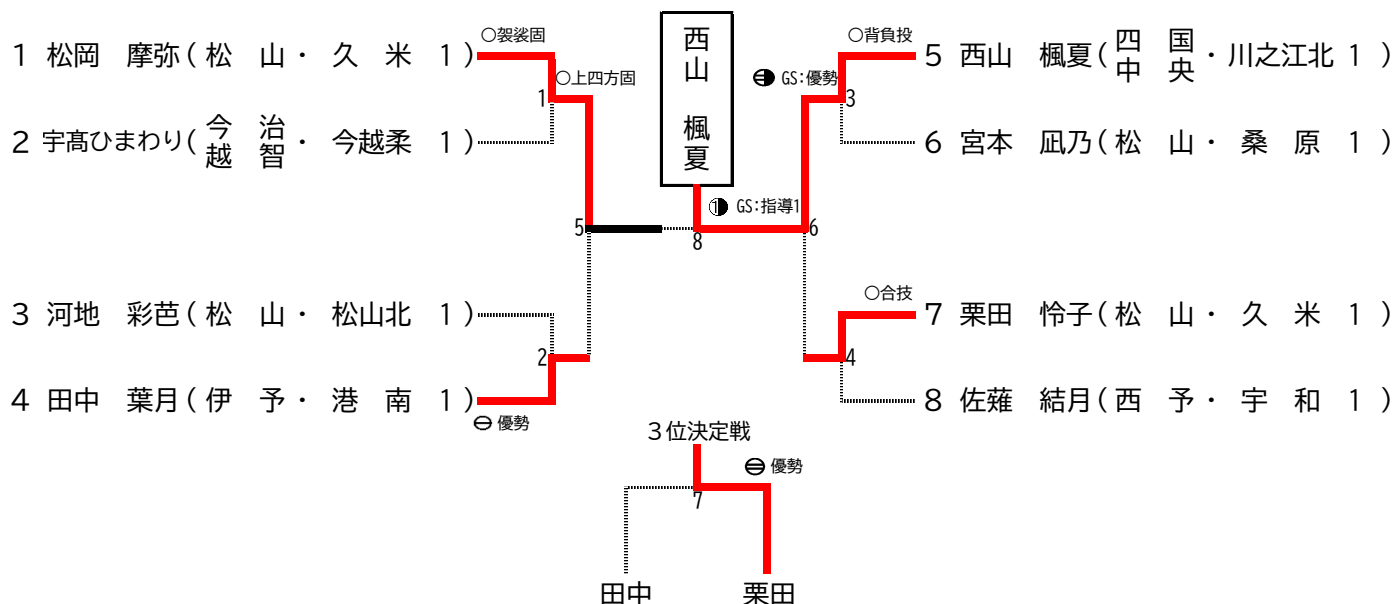 1 松岡 摩弥(松 山・久 米 1)
○袈裟固
2 宇髙ひまわり(今 治 越 智・今越柔 1)
1
○上四方固
3 河地 彩芭(松 山・松山北 1)
4 田中 葉月(伊 予・港 南 1)
2
優勢
5
西山 楓夏
8
GS:指導1
○背負投
5 西山 楓夏(四 国 中 央・川之江北 1)
6 宮本 凪乃(松 山・桑 原 1)
3
GS:優勢
6
○合技
7 栗田 怜子(松 山・久 米 1)
8 佐薙 結月(西 予・宇 和 1)
4
3位決定戦
優勢
7
田中
栗田